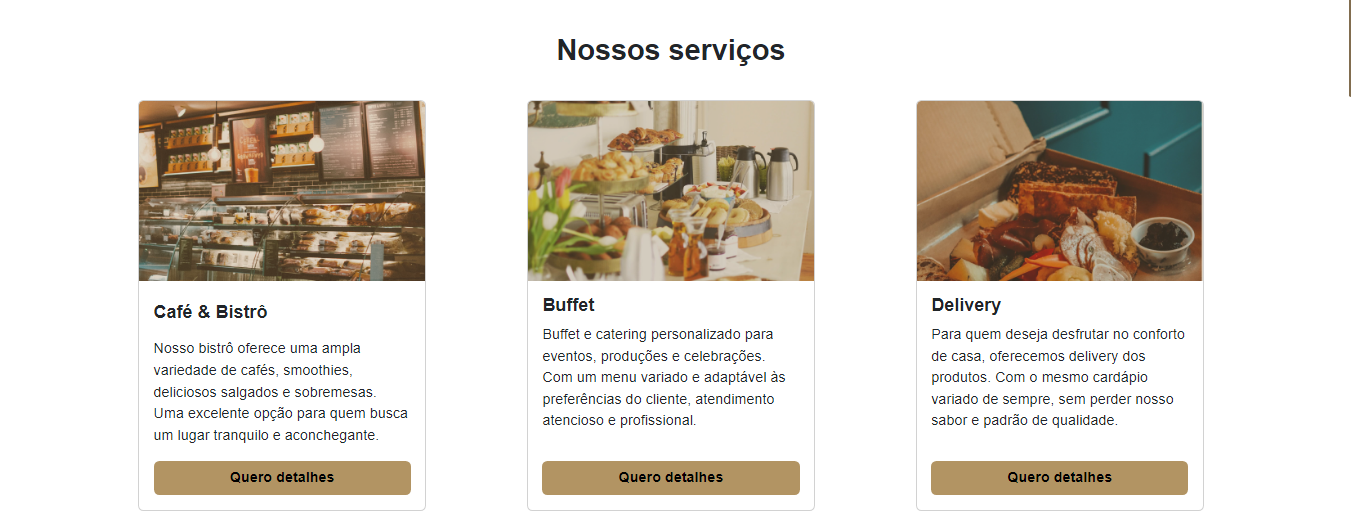 Nossos serviços
Café & Bistrô
Nosso bistrô oferece uma ampla
variedade de cafés, smoothies,
deliciosos salgados e sobremesas.
Uma excelente opção para quem busca
um lugar tranquilo e aconchegante.
Quero detalhes
Buffet
Buffet e catering personalizado para
eventos, produções e celebrações.
Com um menu variado e adaptável às
preferências do cliente, atendimento
atencioso e profissional.
Quero detalhes
Delivery
Para quem deseja desfrutar no conforto
de casa, oferecemos delivery dos
produtos. Com o mesmo cardápio
variado de sempre, sem perder nosso
sabor e padrão de qualidade.
Quero detalhes